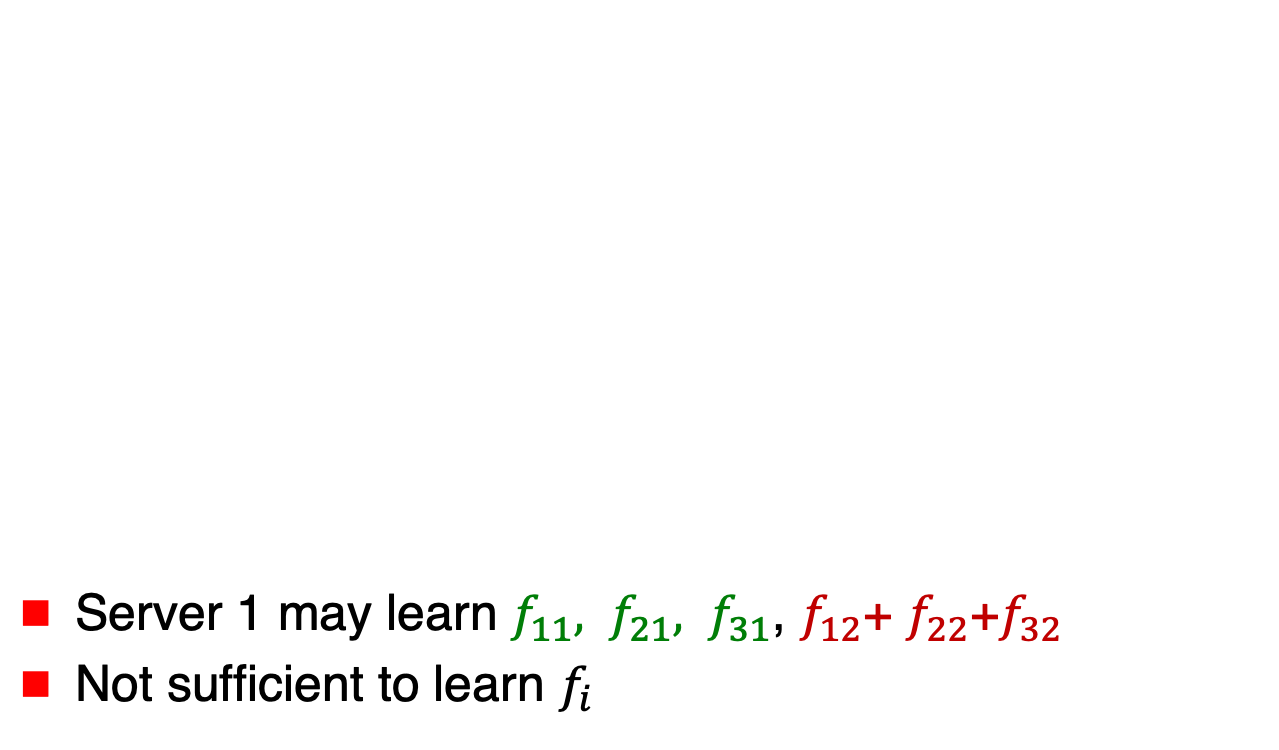 ■ Server 1 may learn 𝑓₁₁, 𝑓₂₁, 𝑓₃₁, 𝑓₁₂+ 𝑓₂₂+𝑓₃₂
■ Not sufficient to learn 𝑓ᵢ